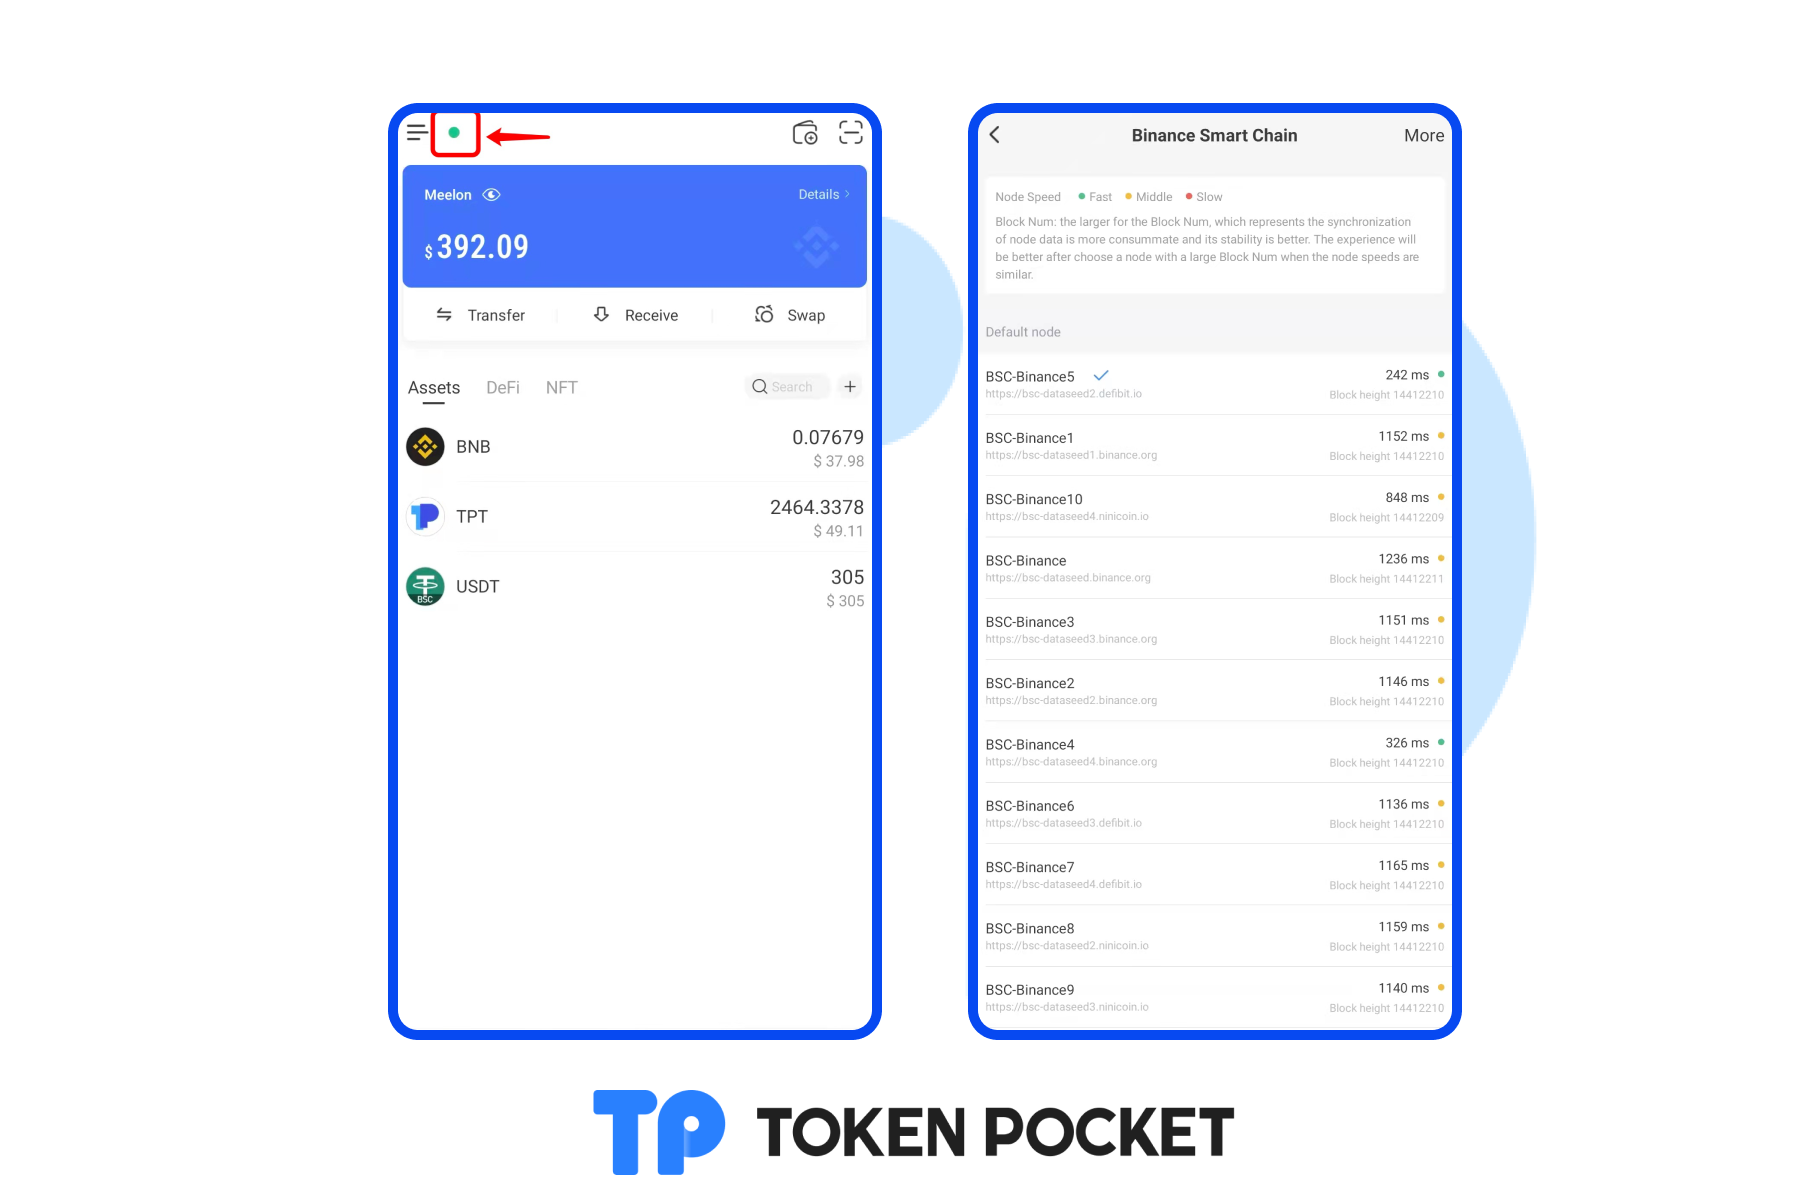 Meelon
Details >
$ 392.09
Transfer
Receive
Swap
Assets
DeFi
NFT
Search
+
BNB
0.07679
$ 37.98
TPT
2464.3378
$ 49.11
BSC
USDT
305
$ 305
Binance Smart Chain
More
Node Speed Fast Middle Slow
Block Num: the larger for the Block Num, which represents the synchronization
of node data is more consummate and its stability is better. The experience will
be better after choose a node with a large Block Num when the node speeds are
similar.
Default node
BSC-Binance5
242 ms
https://bsc-dataseed2.defibit.io
Block height 14412210
BSC-Binance1
1152 ms
https://bsc-dataseed1.binance.org
Block height 14412210
BSC-Binance10
848 ms
https://bsc-dataseed4.ninicoin.io
Block height 14412209
BSC-Binance
1236 ms
https://bsc-dataseed.binance.org
Block height 14412211
BSC-Binance3
1151 ms
https://bsc-dataseed3.binance.org
Block height 14412210
BSC-Binance2
1146 ms
https://bsc-dataseed2.binance.org
Block height 14412210
BSC-Binance4
326 ms
https://bsc-dataseed4.binance.org
Block height 14412210
BSC-Binance6
1136 ms
https://bsc-dataseed3.defibit.io
Block height 14412210
BSC-Binance7
1165 ms
https://bsc-dataseed4.defibit.io
Block height 14412210
BSC-Binance8
1159 ms
https://bsc-dataseed2.ninicoin.io
Block height 14412210
BSC-Binance9
1140 ms
https://bsc-dataseed3.ninicoin.io
Block height 14412210
TP TOKEN POCKET